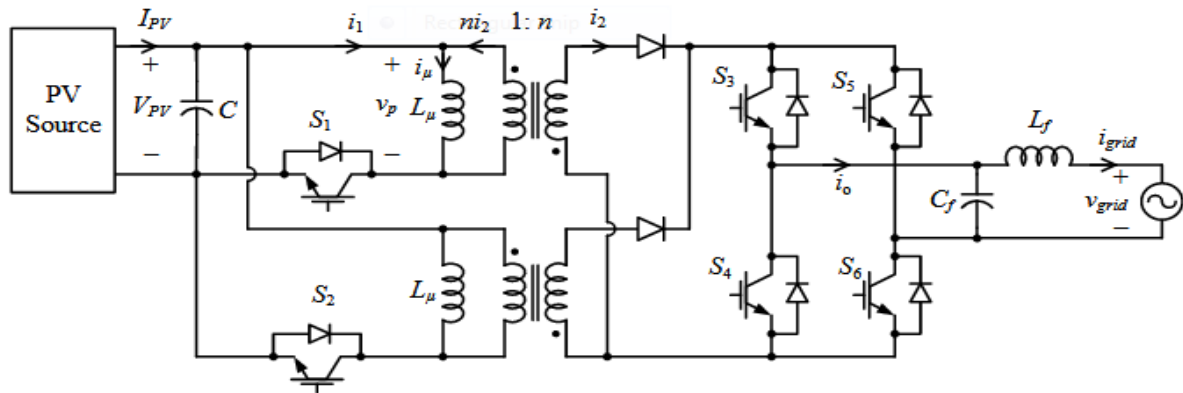 I_PV
i_1
ni_2
1: n
i_2
PV
Source
+
V_PV
−
C
S_1
+
v_p
−
i_μ
L_μ
S_3
S_5
L_f
i_grid
i_o
C_f
+
v_grid
−
S_2
L_μ
S_4
S_6